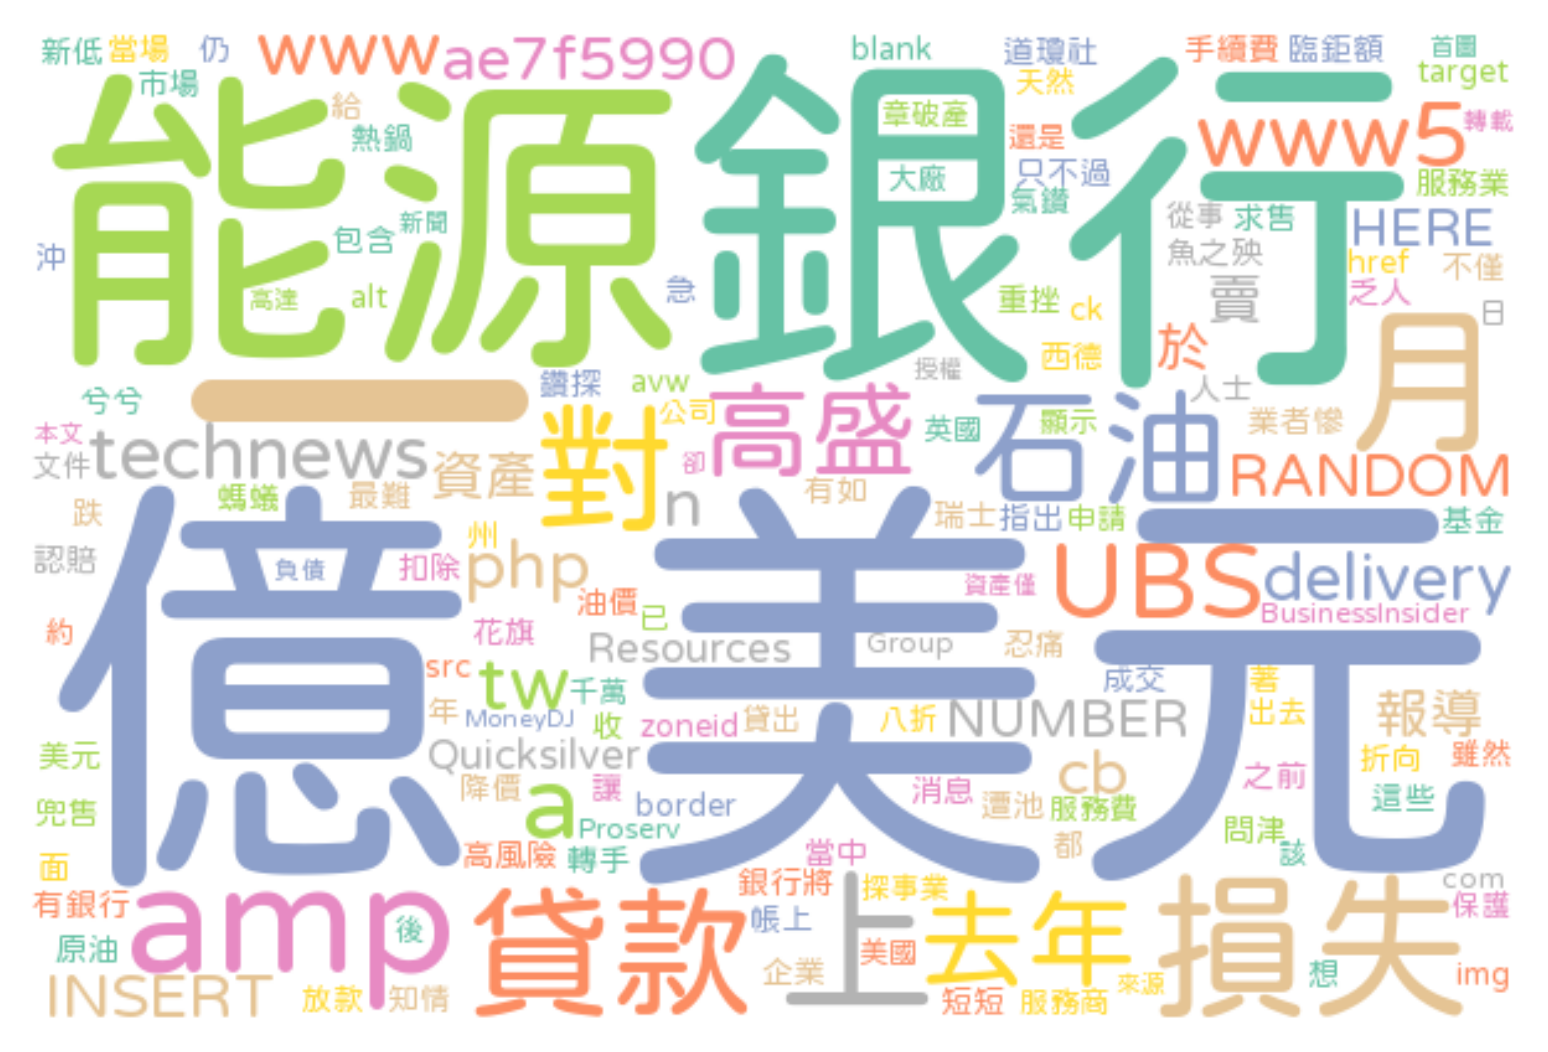 新低 當場 仍 www ae7f5990 blank 道瓊社 手續費 臨鉅額 首圖
市場 天然 target
能源 銀行
給 熱鍋 章破產 還是 www5 轉載
大廠 只不過 服務業
新聞 氣鑽 從事 求售 HERE
沖 包含 魚之殃 href 不僅
高達 alt 急 重挫 ck 賣 乏人 日
西德 於 月
一 鑽探 avw 授權 人士
兮兮 公司 高盛 英國 石油 顯示 業者慘
本文 technews 對
文件 資產 卻 RANDOM
跌 螞蟻 最難 n 有如 瑞士 指出 申請 一 基金
億 美 元
認賠 負債 扣除 州 php 資產僅 UBS delivery
約 油價 已 BusinessInsider
花旗 Resources Group 忍痛
src tw 千萬 成交 著
年 MoneyDJ 收 zoneid 貸出 八折 NUMBER 出去 報導
美元 Quicksilver 折向 雖然
降價 讓 border 消息 cb 之前 這些
兜售 a Proserv 遭池 服務費 問津
面 高風險 轉手 當中 都 該
有銀行 amp 貸款 銀行將 上 探事業 去年 損失 com
後 帳上 保護
原油 美國
INSERT 放款 知情 企業 短短 服務商 來源 想 img